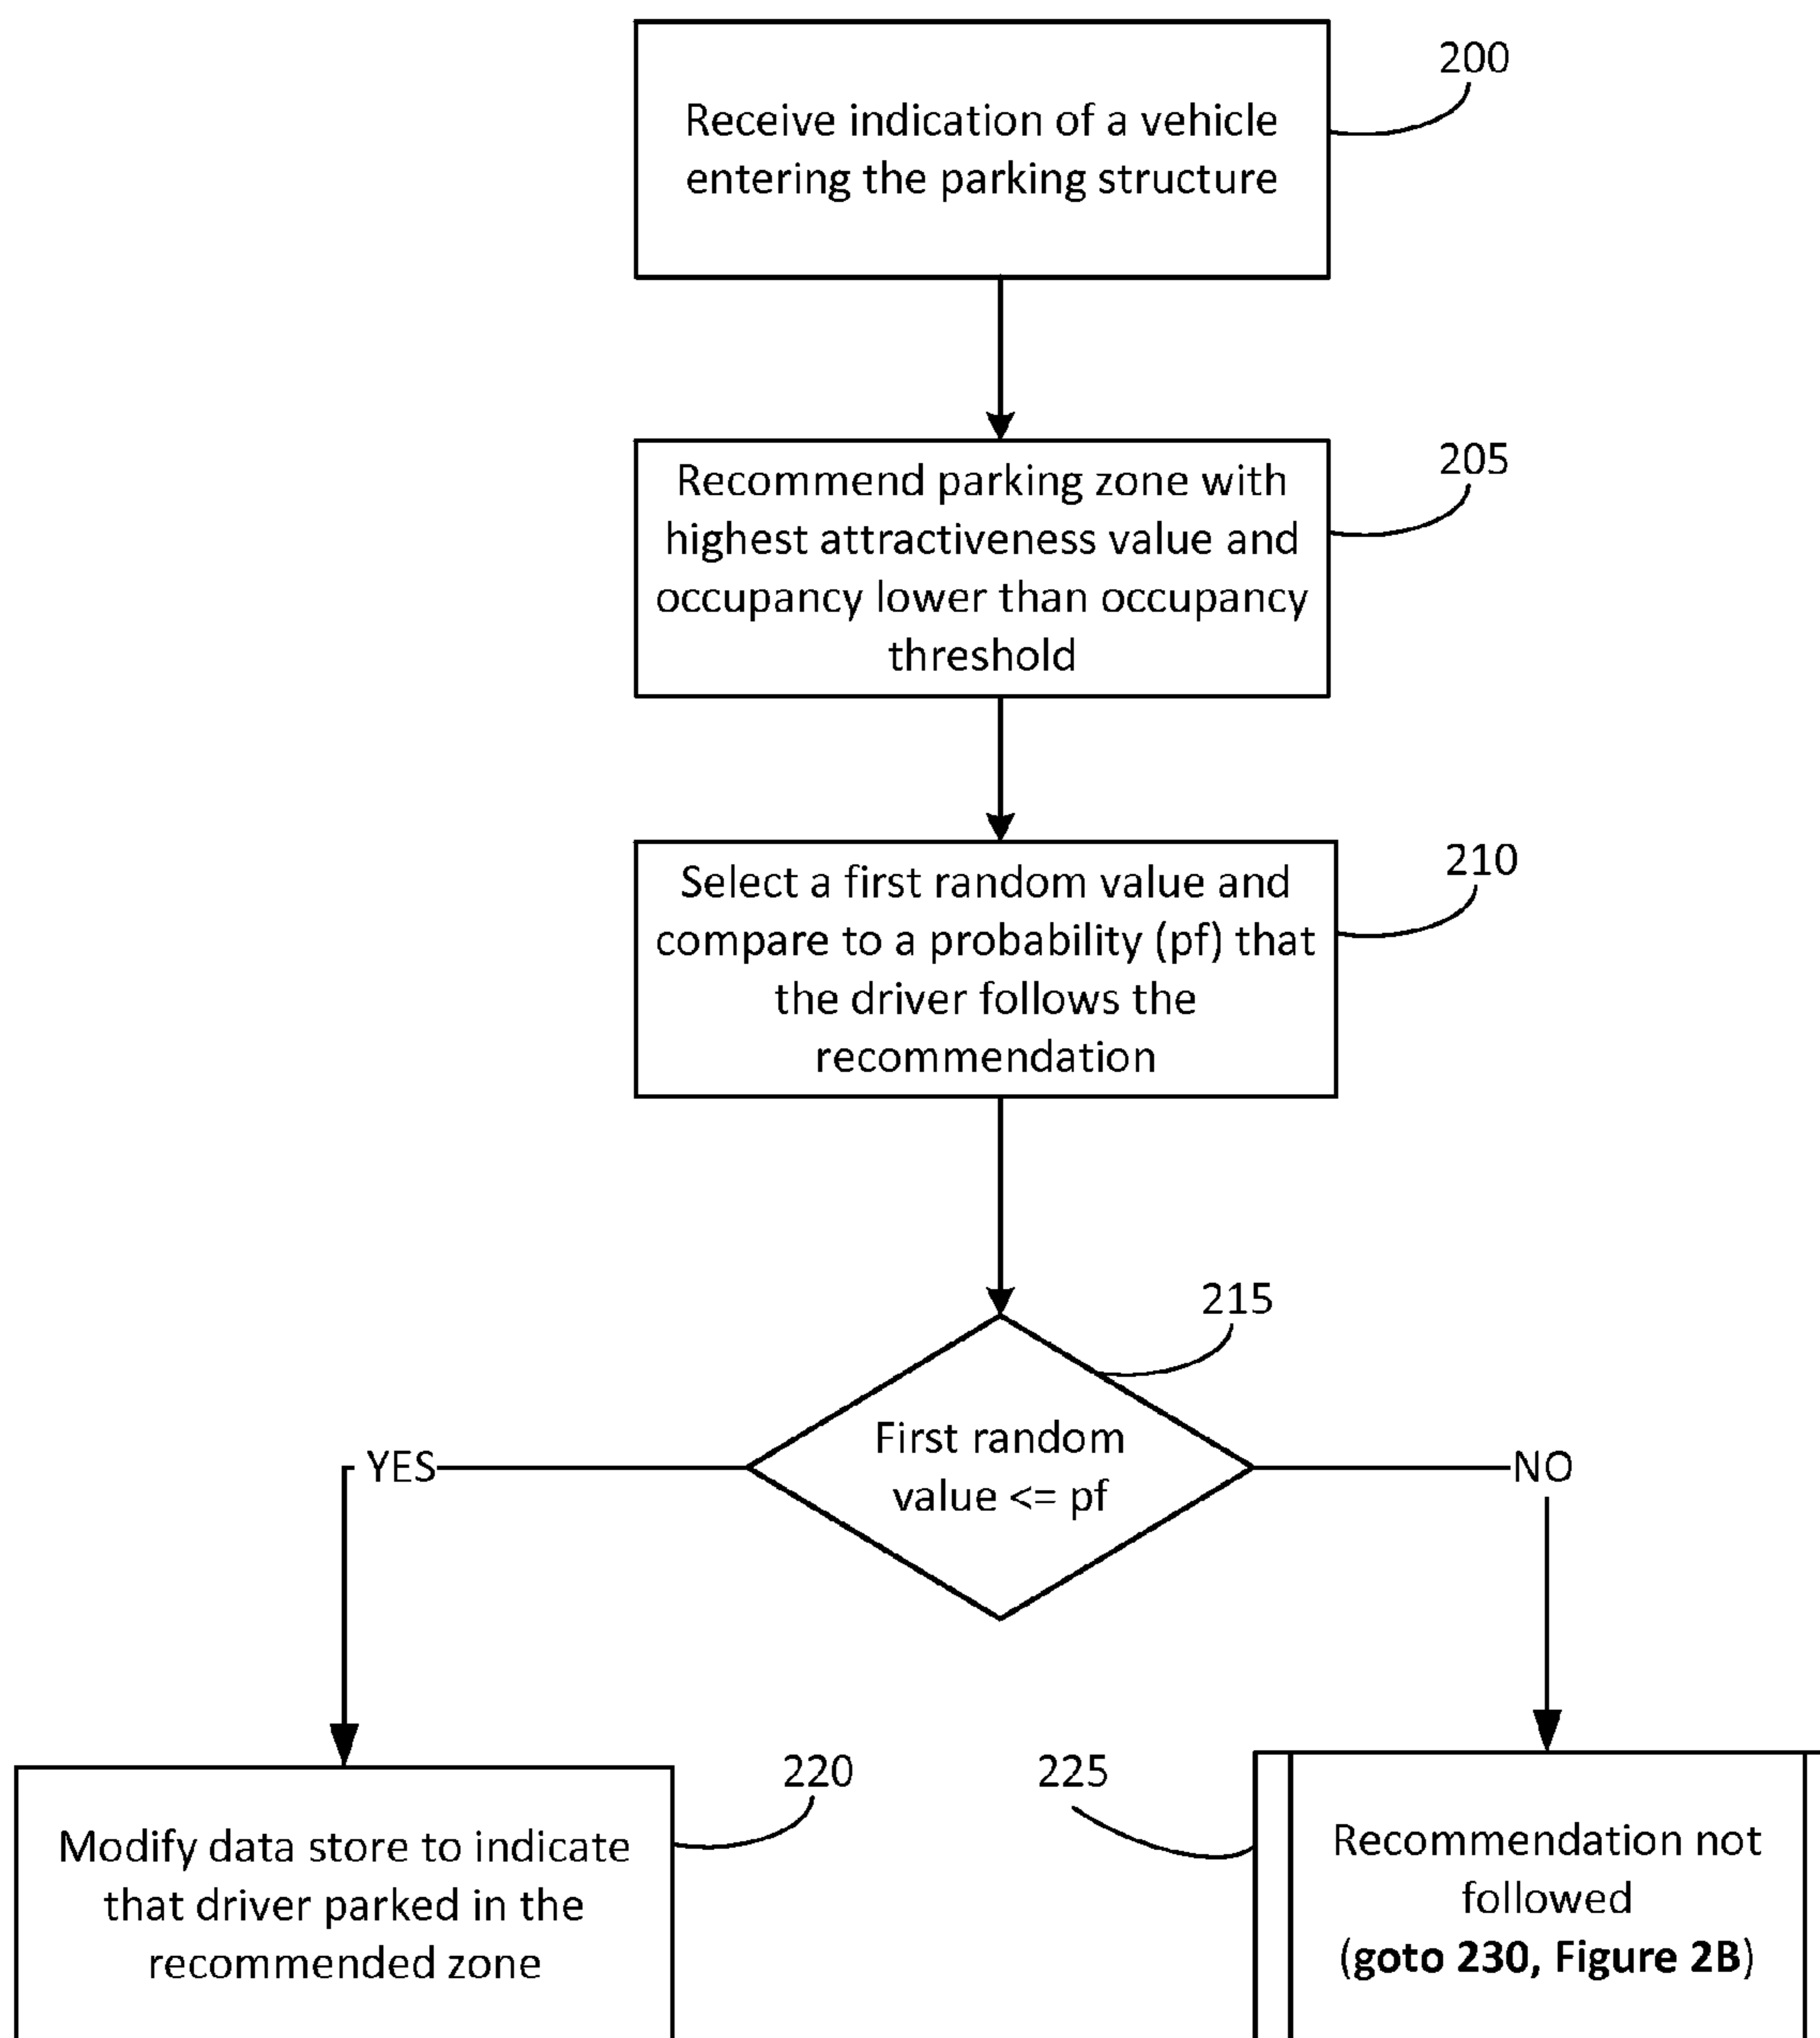 200
Receive indication of a vehicle
entering the parking structure
205
Recommend parking zone with
highest attractiveness value and
occupancy lower than occupancy
threshold
210
Select a first random value and
compare to a probability (pf) that
the driver follows the
recommendation
215
First random
value <= pf
YES
NO
220
225
Modify data store to indicate
that driver parked in the
recommended zone
Recommendation not
followed
(goto 230, Figure 2B)